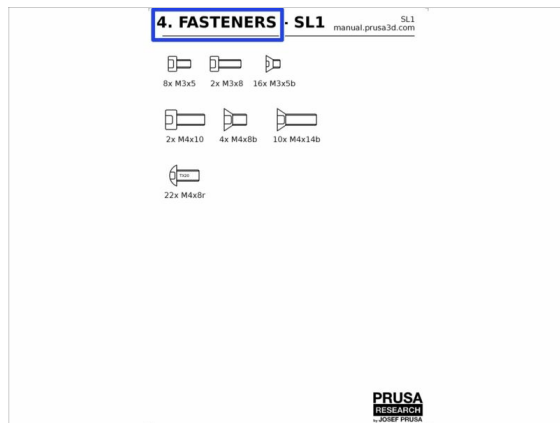 4. FASTENERS - SL1
SL1
manual.prusa3d.com
8x M3x5 2x M3x8 16x M3x5b
2x M4x10 4x M4x8b 10x M4x14b
TX20
22x M4x8r
PRUSA
RESEARCH
by JOSEF PRUSA